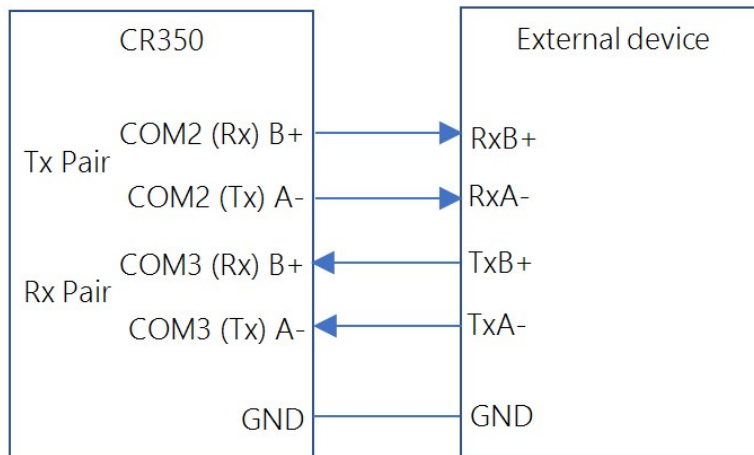 CR350
External device
Tx Pair
COM2 (Rx) B+
RxB+
COM2 (Tx) A-
RxA-
Rx Pair
COM3 (Rx) B+
TxB+
COM3 (Tx) A-
TxA-
GND
GND